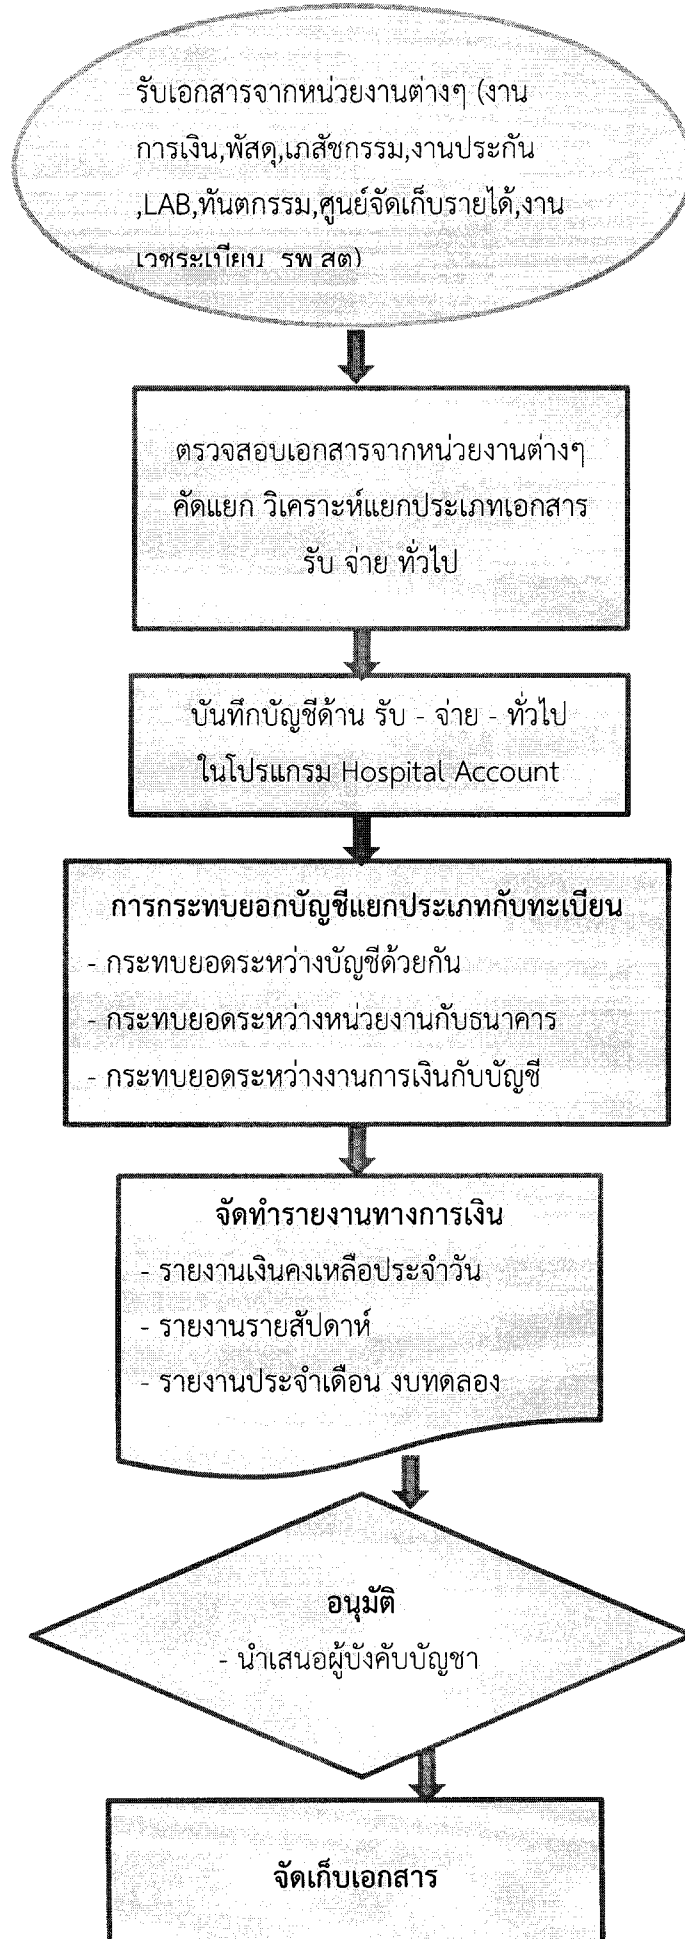 รับเอกสารจากหน่วยงานต่างๆ (งาน
การเงิน,พัสดุ,เภสัชกรรม,งานประกัน
,LAB,ทันตกรรม,ศูนย์จัดเก็บรายได้,งาน
เวชระเบียน รพ.สต)
ตรวจสอบเอกสารจากหน่วยงานต่างๆ
คัดแยก วิเคราะห์แยกประเภทเอกสาร
รับ จ่าย ทั่วไป
บันทึกบัญชีด้าน รับ - จ่าย - ทั่วไป
ในโปรแกรม Hospital Account
การกระทบยอกบัญชีแยกประเภทกับทะเบียน
- กระทบยอดระหว่างบัญชีด้วยกัน
- กระทบยอดระหว่างหน่วยงานกับธนาคาร
- กระทบยอดระหว่างงานการเงินกับบัญชี
จัดทำรายงานทางการเงิน
- รายงานเงินคงเหลือประจำวัน
- รายงานรายสัปดาห์
- รายงานประจำเดือน งบทดลอง
อนุมัติ
- นำเสนอผู้บังคับบัญชา
จัดเก็บเอกสาร